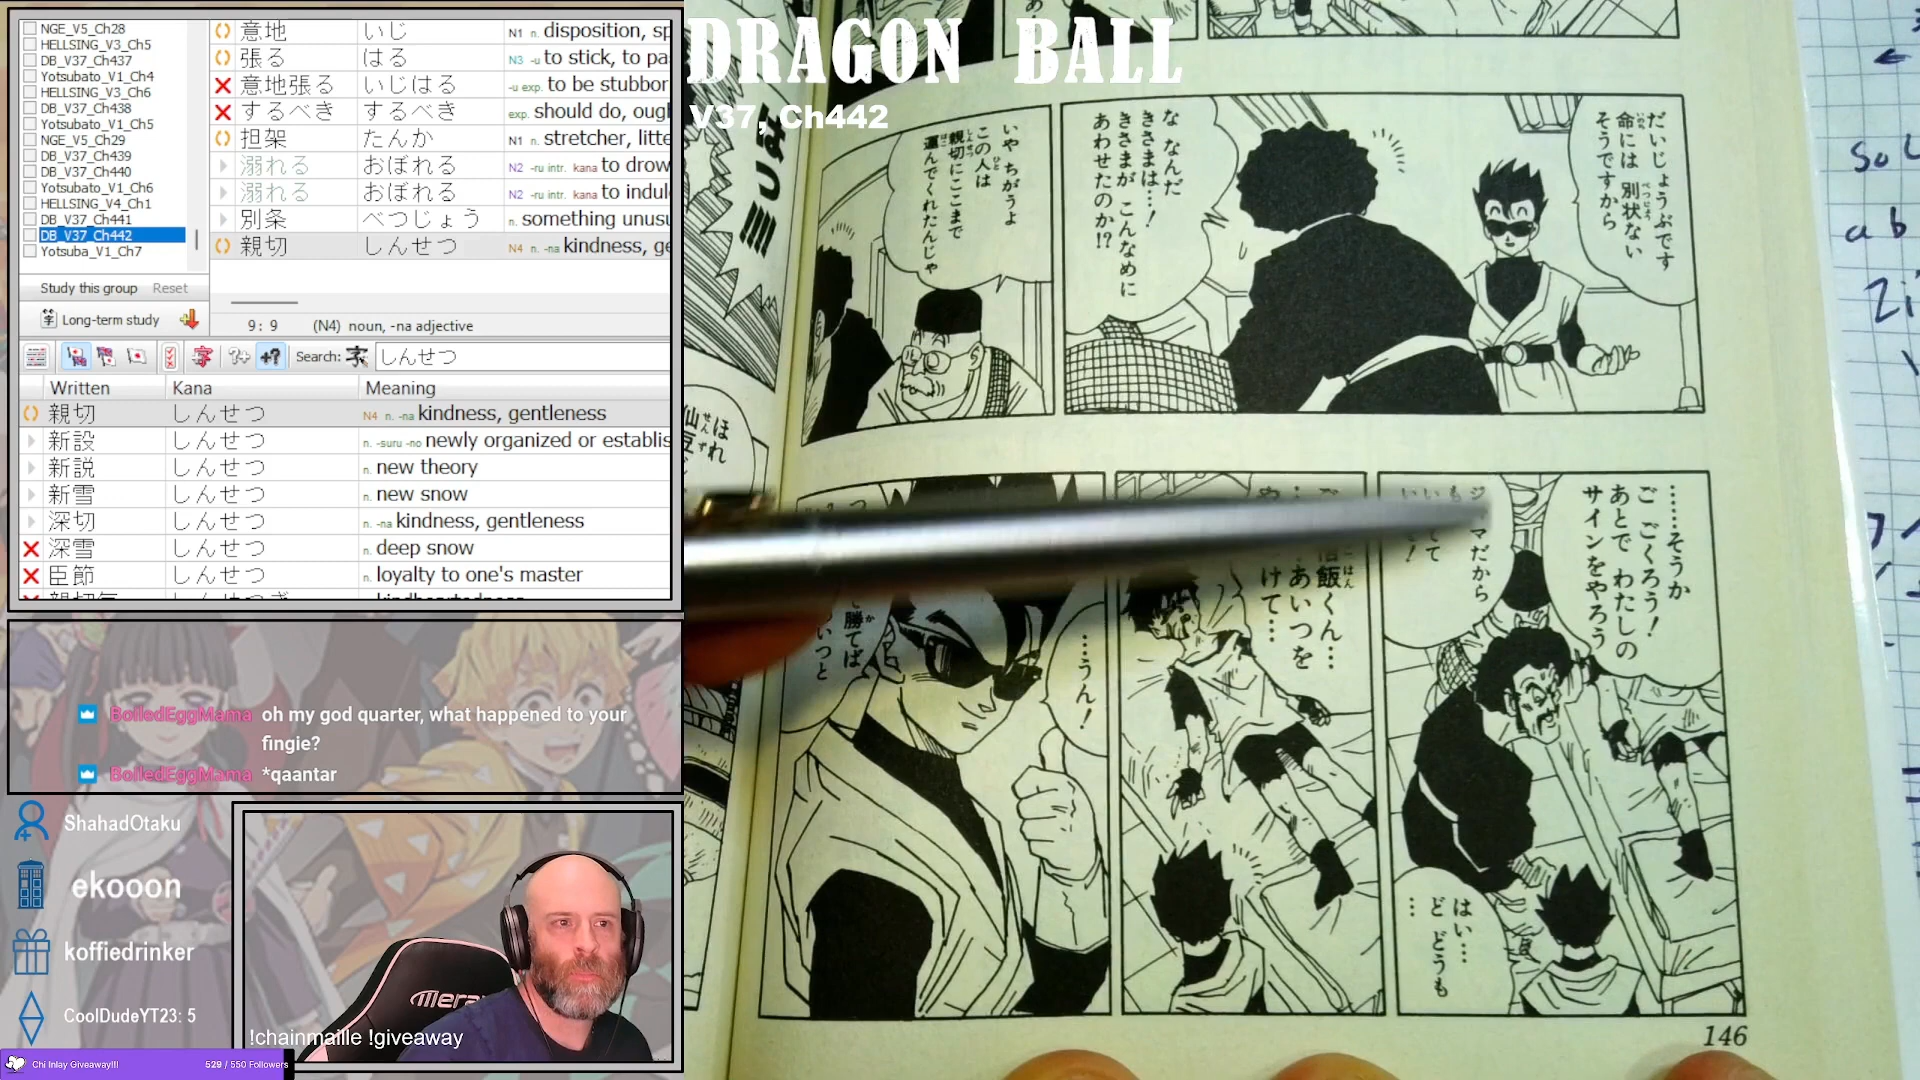 NGE_V5_Ch28
HELLSING_V3_Ch5
DB_V37_Ch437
Yotsubato_V1_Ch4
HELLSING_V3_Ch6
DB_V37_Ch438
Yotsubato_V1_Ch5
NGE_V5_Ch29
DB_V37_Ch439
DB_V37_Ch440
Yotsubato_V1_Ch6
HELLSING_V4_Ch1
DB_V37_Ch441
DB_V37_Ch442
Yotsuba_V1_Ch7
Study this group Reset
Long-term study
意地 いじ N1 n. disposition, sp
張る はる N3 -u to stick, to pa
意地張る いじはる -u exp. to be stubbor
するべき するべき exp. should do, oug
担架 たんか N1 n. stretcher, litte
溺れる おぼれる N2 -ru intr. kana to drow
溺れる おぼれる N2 -ru intr. kana to indul
別条 べつじょう n. something unusu
親切 しんせつ N4 n. -na kindness, ge
9: 9 (N4) noun, -na adjective
Search: しんせつ
Written Kana Meaning
親切 しんせつ N4 n. -na kindness, gentleness
新設 しんせつ n. -suru -no newly organized or establis
新説 しんせつ n. new theory
新雪 しんせつ n. new snow
深切 しんせつ n. -na kindness, gentleness
深雪 しんせつ n. deep snow
臣節 しんせつ n. loyalty to one's master
BoiledEggMama oh my god quarter, what happened to your
fingie?
BoiledEggMama *qaantar
ShahadOtaku
ekooon
koffiedrinker
CoolDudeYT23: 5
!chainmaille !giveaway
Chi Inlay Giveaway!!! 529 / 550 Followers
DRAGON BALL
V37, Ch442
だいじょうぶです
命には 別状ない
そうですから
な なんだ
きさまは…!
きさまが こんなめに
あわせたのか!?
いや ちがうよ
この人は
親切にここまで
運んでくれたんじゃ
……そうか
ご ごくろう!
あとで わたしの
サインをやろう
マだから
はい…
ど どうも
…
飯くん…
あいつを
けて…
…うん!
勝てば
いつと
ほれ
仙豆
146